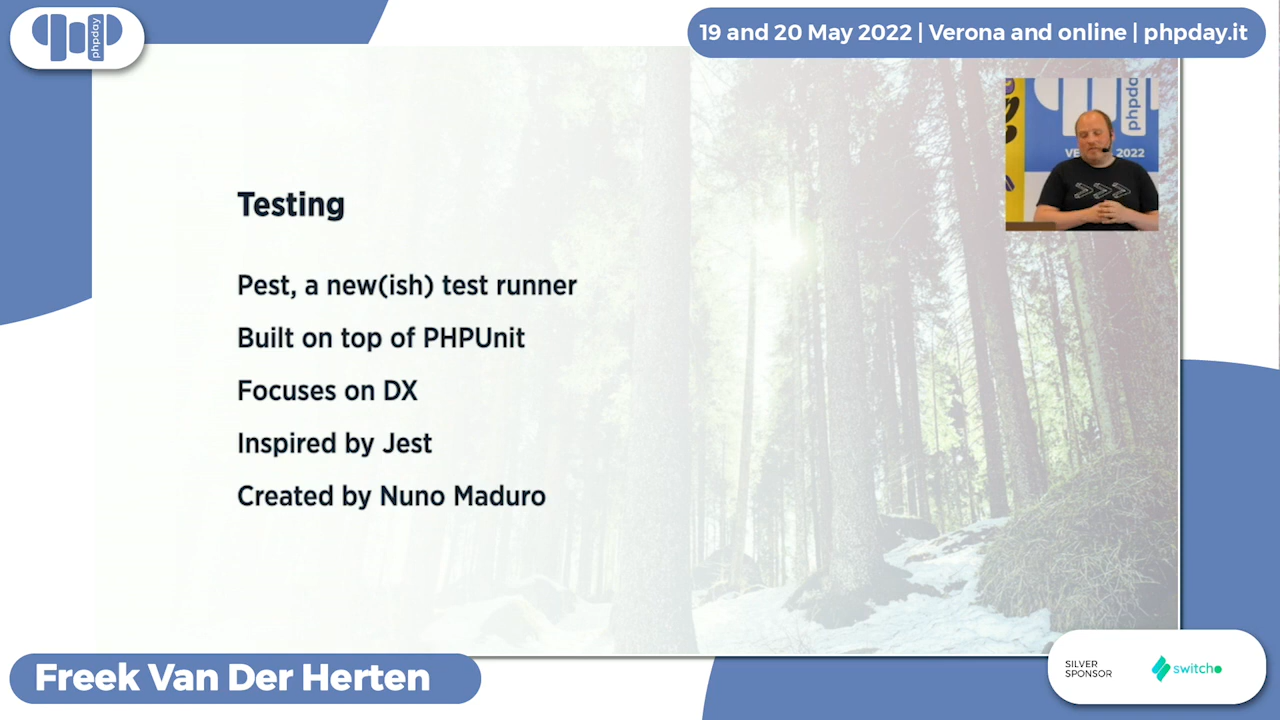 phpday
19 and 20 May 2022 | Verona and online | phpday.it
phpday
VE 2022
Testing
Pest, a new(ish) test runner
Built on top of PHPUnit
Focuses on DX
Inspired by Jest
Created by Nuno Maduro
Freek Van Der Herten
SILVER
SPONSOR
switcho